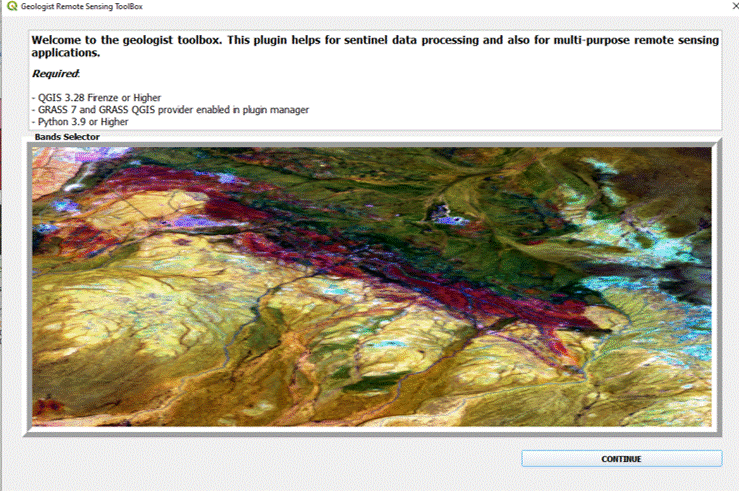 Geologist Remote Sensing ToolBox
Welcome to the geologist toolbox. This plugin helps for sentinel data processing and also for multi-purpose remote sensing
applications.
Required:
- QGIS 3.28 Firenze or Higher
- GRASS 7 and GRASS QGIS provider enabled in plugin manager
- Python 3.9 or Higher
Bands Selector
CONTINUE